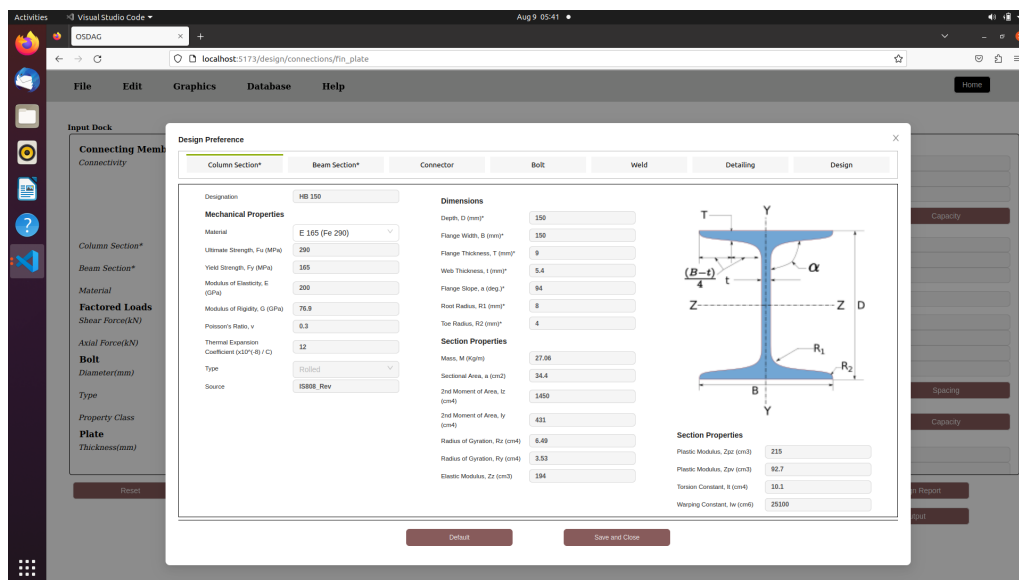 Activities
Visual Studio Code
Aug 9 05:41
OSDAG
localhost:5173/design/connections/fin_plate
File Edit Graphics Database Help
Home
Input Dock
Connecting Memb
Connectivity
Column Section*
Beam Section*
Material
Factored Loads
Shear Force(kN)
Axial Force(kN)
Bolt
Diameter(mm)
Type
Property Class
Plate
Thickness(mm)
Reset
Design Preference
Column Section* Beam Section* Connector Bolt Weld Detailing Design
Designation HB 150
Mechanical Properties
Material E 165 (Fe 290)
Ultimate Strength, Fu (MPa) 290
Yield Strength, Fy (MPa) 165
Modulus of Elasticity, E
(GPa)
200
Modulus of Rigidity, G (GPa) 76.9
Poisson's Ratio, v 0.3
Thermal Expansion
Coefficient (x10^(-8) / C)
12
Type Rolled
Source IS808_Rev
Dimensions
Depth, D (mm)* 150
Flange Width, B (mm)* 150
Flange Thickness, T (mm)* 9
Web Thickness, t (mm)* 5.4
Flange Slope, a (deg.)* 94
Root Radius, R1 (mm)* 8
Toe Radius, R2 (mm)* 4
Section Properties
Mass, M (Kg/m) 27.06
Sectional Area, a (cm2) 34.4
2nd Moment of Area, Iz
(cm4)
1450
2nd Moment of Area, Iy
(cm4)
431
Radius of Gyration, Rz (cm4) 6.49
Radius of Gyration, Ry (cm4) 3.53
Elastic Modulus, Zz (cm3) 194
T Y
(B−t)
4
t
α
Z Z D
R1
R2
B
Y
Section Properties
Plastic Modulus, Zpz (cm3) 215
Plastic Modulus, Zpv (cm3) 92.7
Torsion Constant, It (cm4) 10.1
Warping Constant, Iw (cm6) 25100
Default Save and Close
Capacity
Spacing
Capacity
n Report
utput